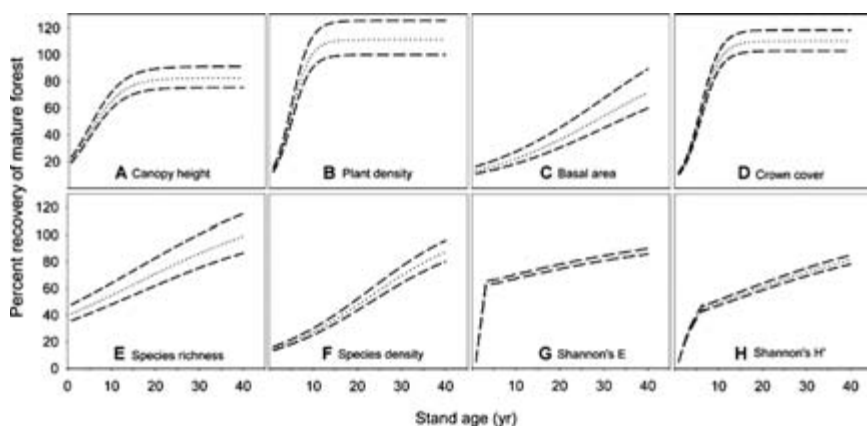 Percent recovery of mature forest
120
100
80
60
40
20
A Canopy height
B Plant density
C Basal area
D Crown cover
120
100
80
60
40
20
0
E Species richness
F Species density
G Shannon's E
H Shannon's H'
0 10 20 30 40 10 20 30 40 10 20 30 40 10 20 30 40
Stand age (yr)